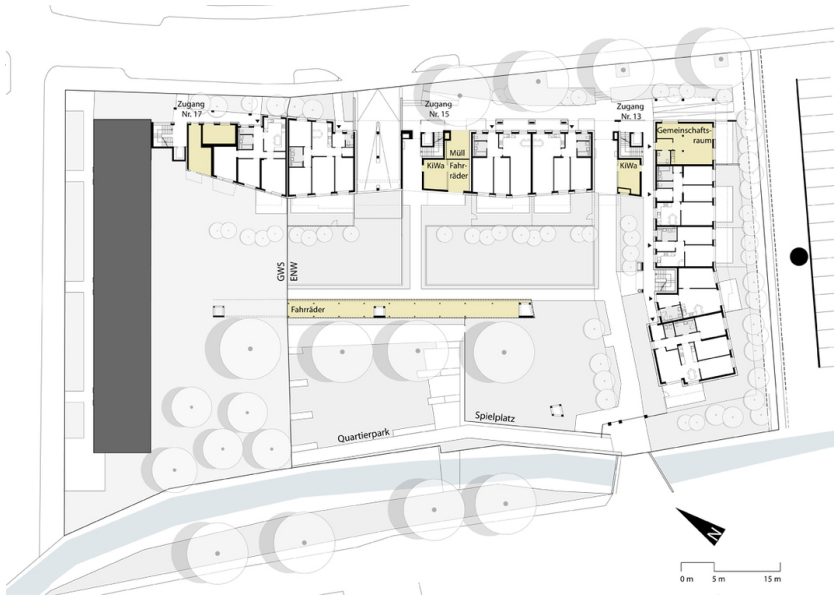 Zugang
Nr. 17
Zugang
Nr. 15
Zugang
Nr. 13
Gemeinschafts-
raum
Müll
KiWa
Fahr-
räder
KiWa
GWS
ENW
Fahrräder
Spielplatz
Quartierpark
N
0 m
5 m
15 m